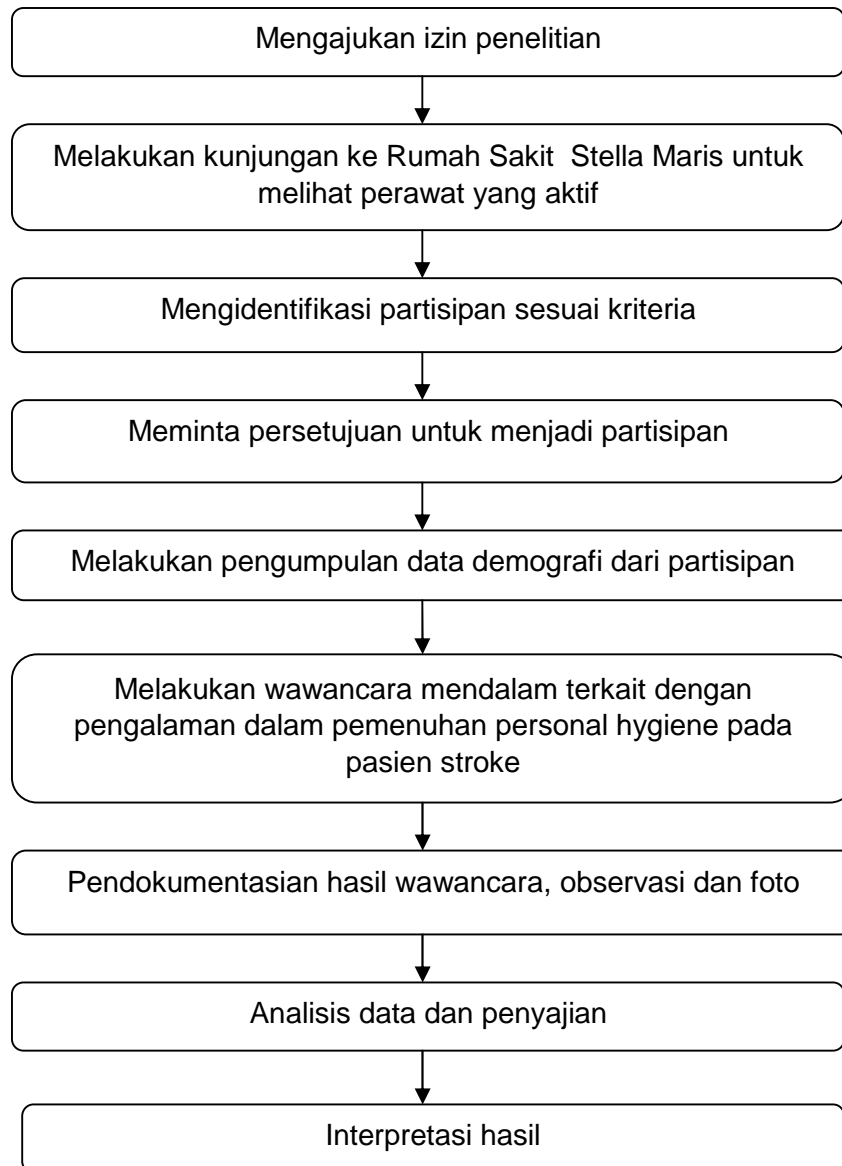 Mengajukan izin penelitian
Melakukan kunjungan ke Rumah Sakit  Stella Maris untuk
melihat perawat yang aktif
Mengidentifikasi partisipan sesuai kriteria
Meminta persetujuan untuk menjadi partisipan
Melakukan pengumpulan data demografi dari partisipan
Melakukan wawancara mendalam terkait dengan
pengalaman dalam pemenuhan personal hygiene pada
pasien stroke
Pendokumentasian hasil wawancara, observasi dan foto
Analisis data dan penyajian
Interpretasi hasil